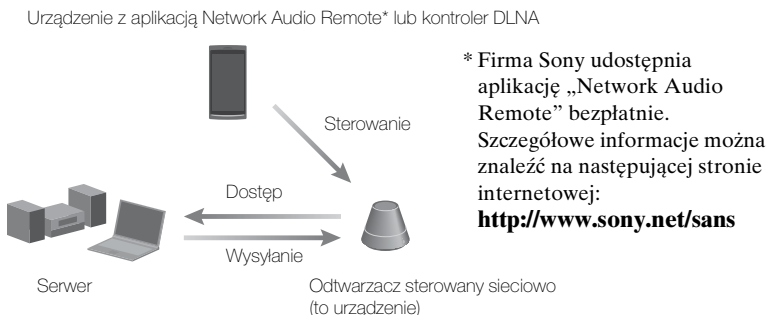 Urządzenie z aplikacją Network Audio Remote* lub kontroler DLNA
* Firma Sony udostępnia
aplikację „Network Audio
Remote” bezpłatnie.
Szczegółowe informacje można
znaleźć na następującej stronie
internetowej:
http://www.sony.net/sans
Sterowanie
Dostęp
Wysyłanie
Serwer
Odtwarzacz sterowany sieciowo
(to urządzenie)